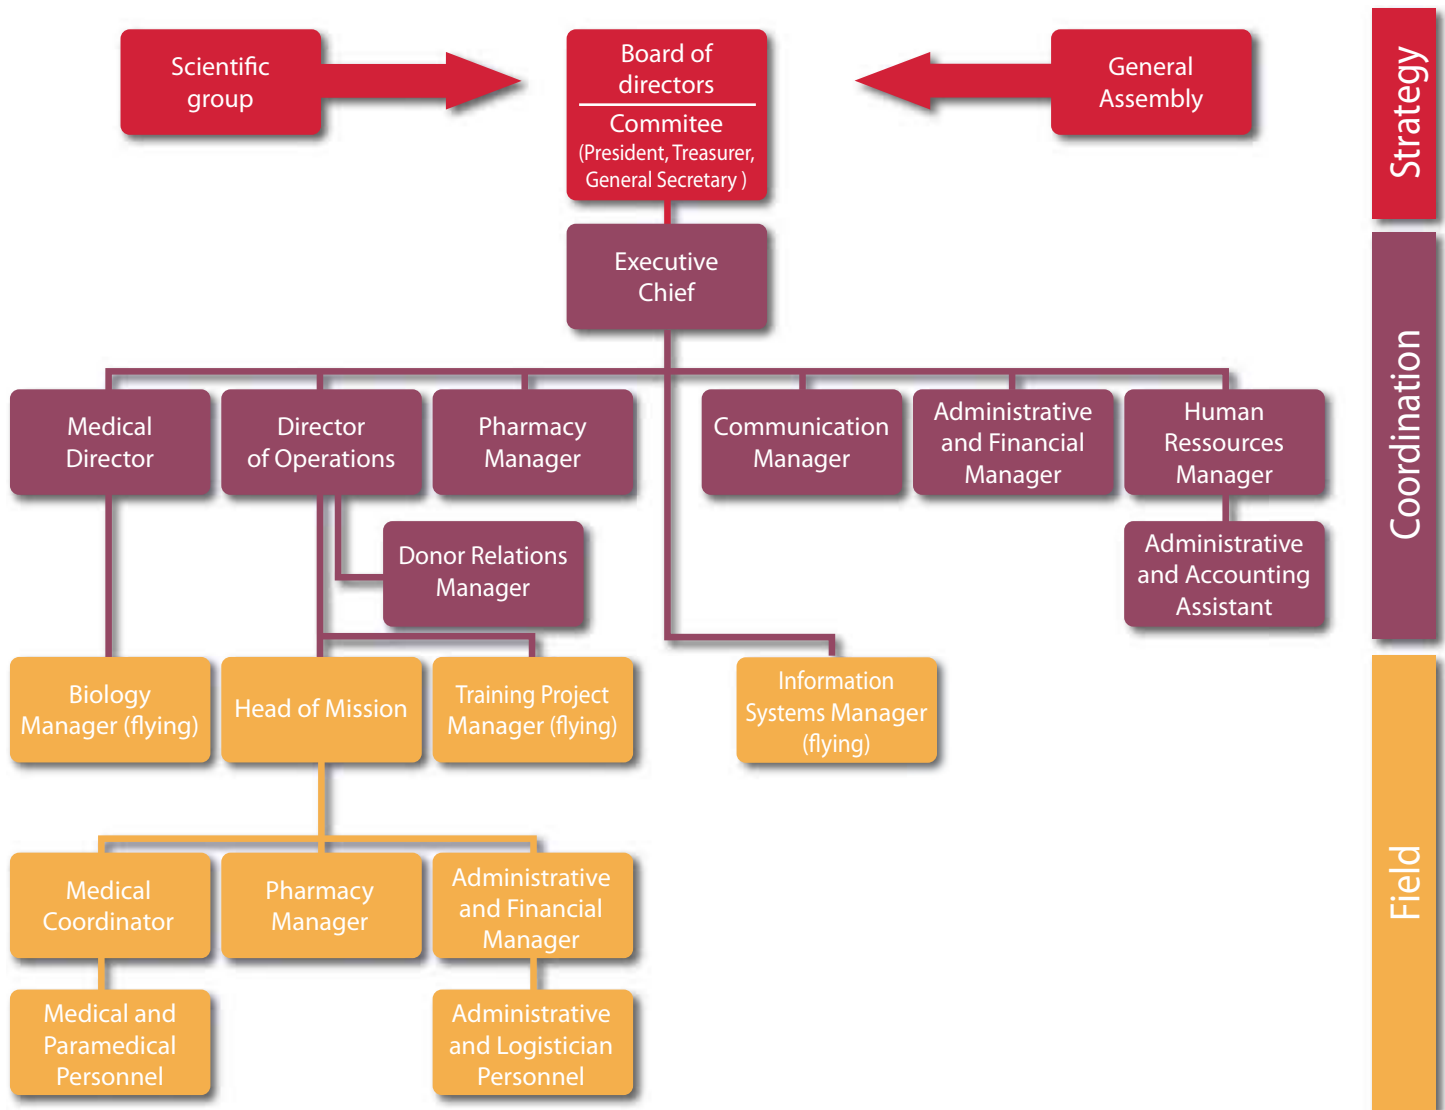 Scientific
group
Board of
directors
Commitee
(President, Treasurer,
General Secretary )
General
Assembly
Strategy
Executive
Chief
Coordination
Medical
Director
Director
of Operations
Pharmacy
Manager
Communication
Manager
Administrative
and Financial
Manager
Human
Ressources
Manager
Donor Relations
Manager
Administrative
and Accounting
Assistant
Biology
Manager (flying)
Head of Mission
Training Project
Manager (flying)
Information
Systems Manager
(flying)
Field
Medical
Coordinator
Pharmacy
Manager
Administrative
and Financial
Manager
Medical and
Paramedical
Personnel
Administrative
and Logistician
Personnel